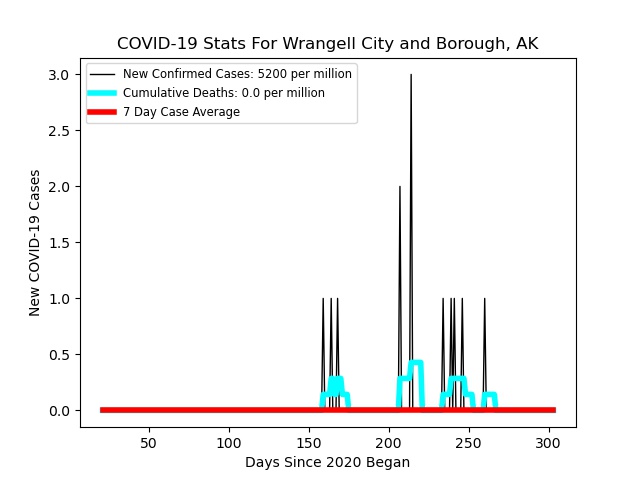 COVID-19 Stats For Wrangell City and Borough, AK
New Confirmed Cases: 5200 per million
Cumulative Deaths: 0.0 per million
7 Day Case Average
New COVID-19 Cases
3.0
2.5
2.0
1.5
1.0
0.5
0.0
50 100 150 200 250 300
Days Since 2020 Began